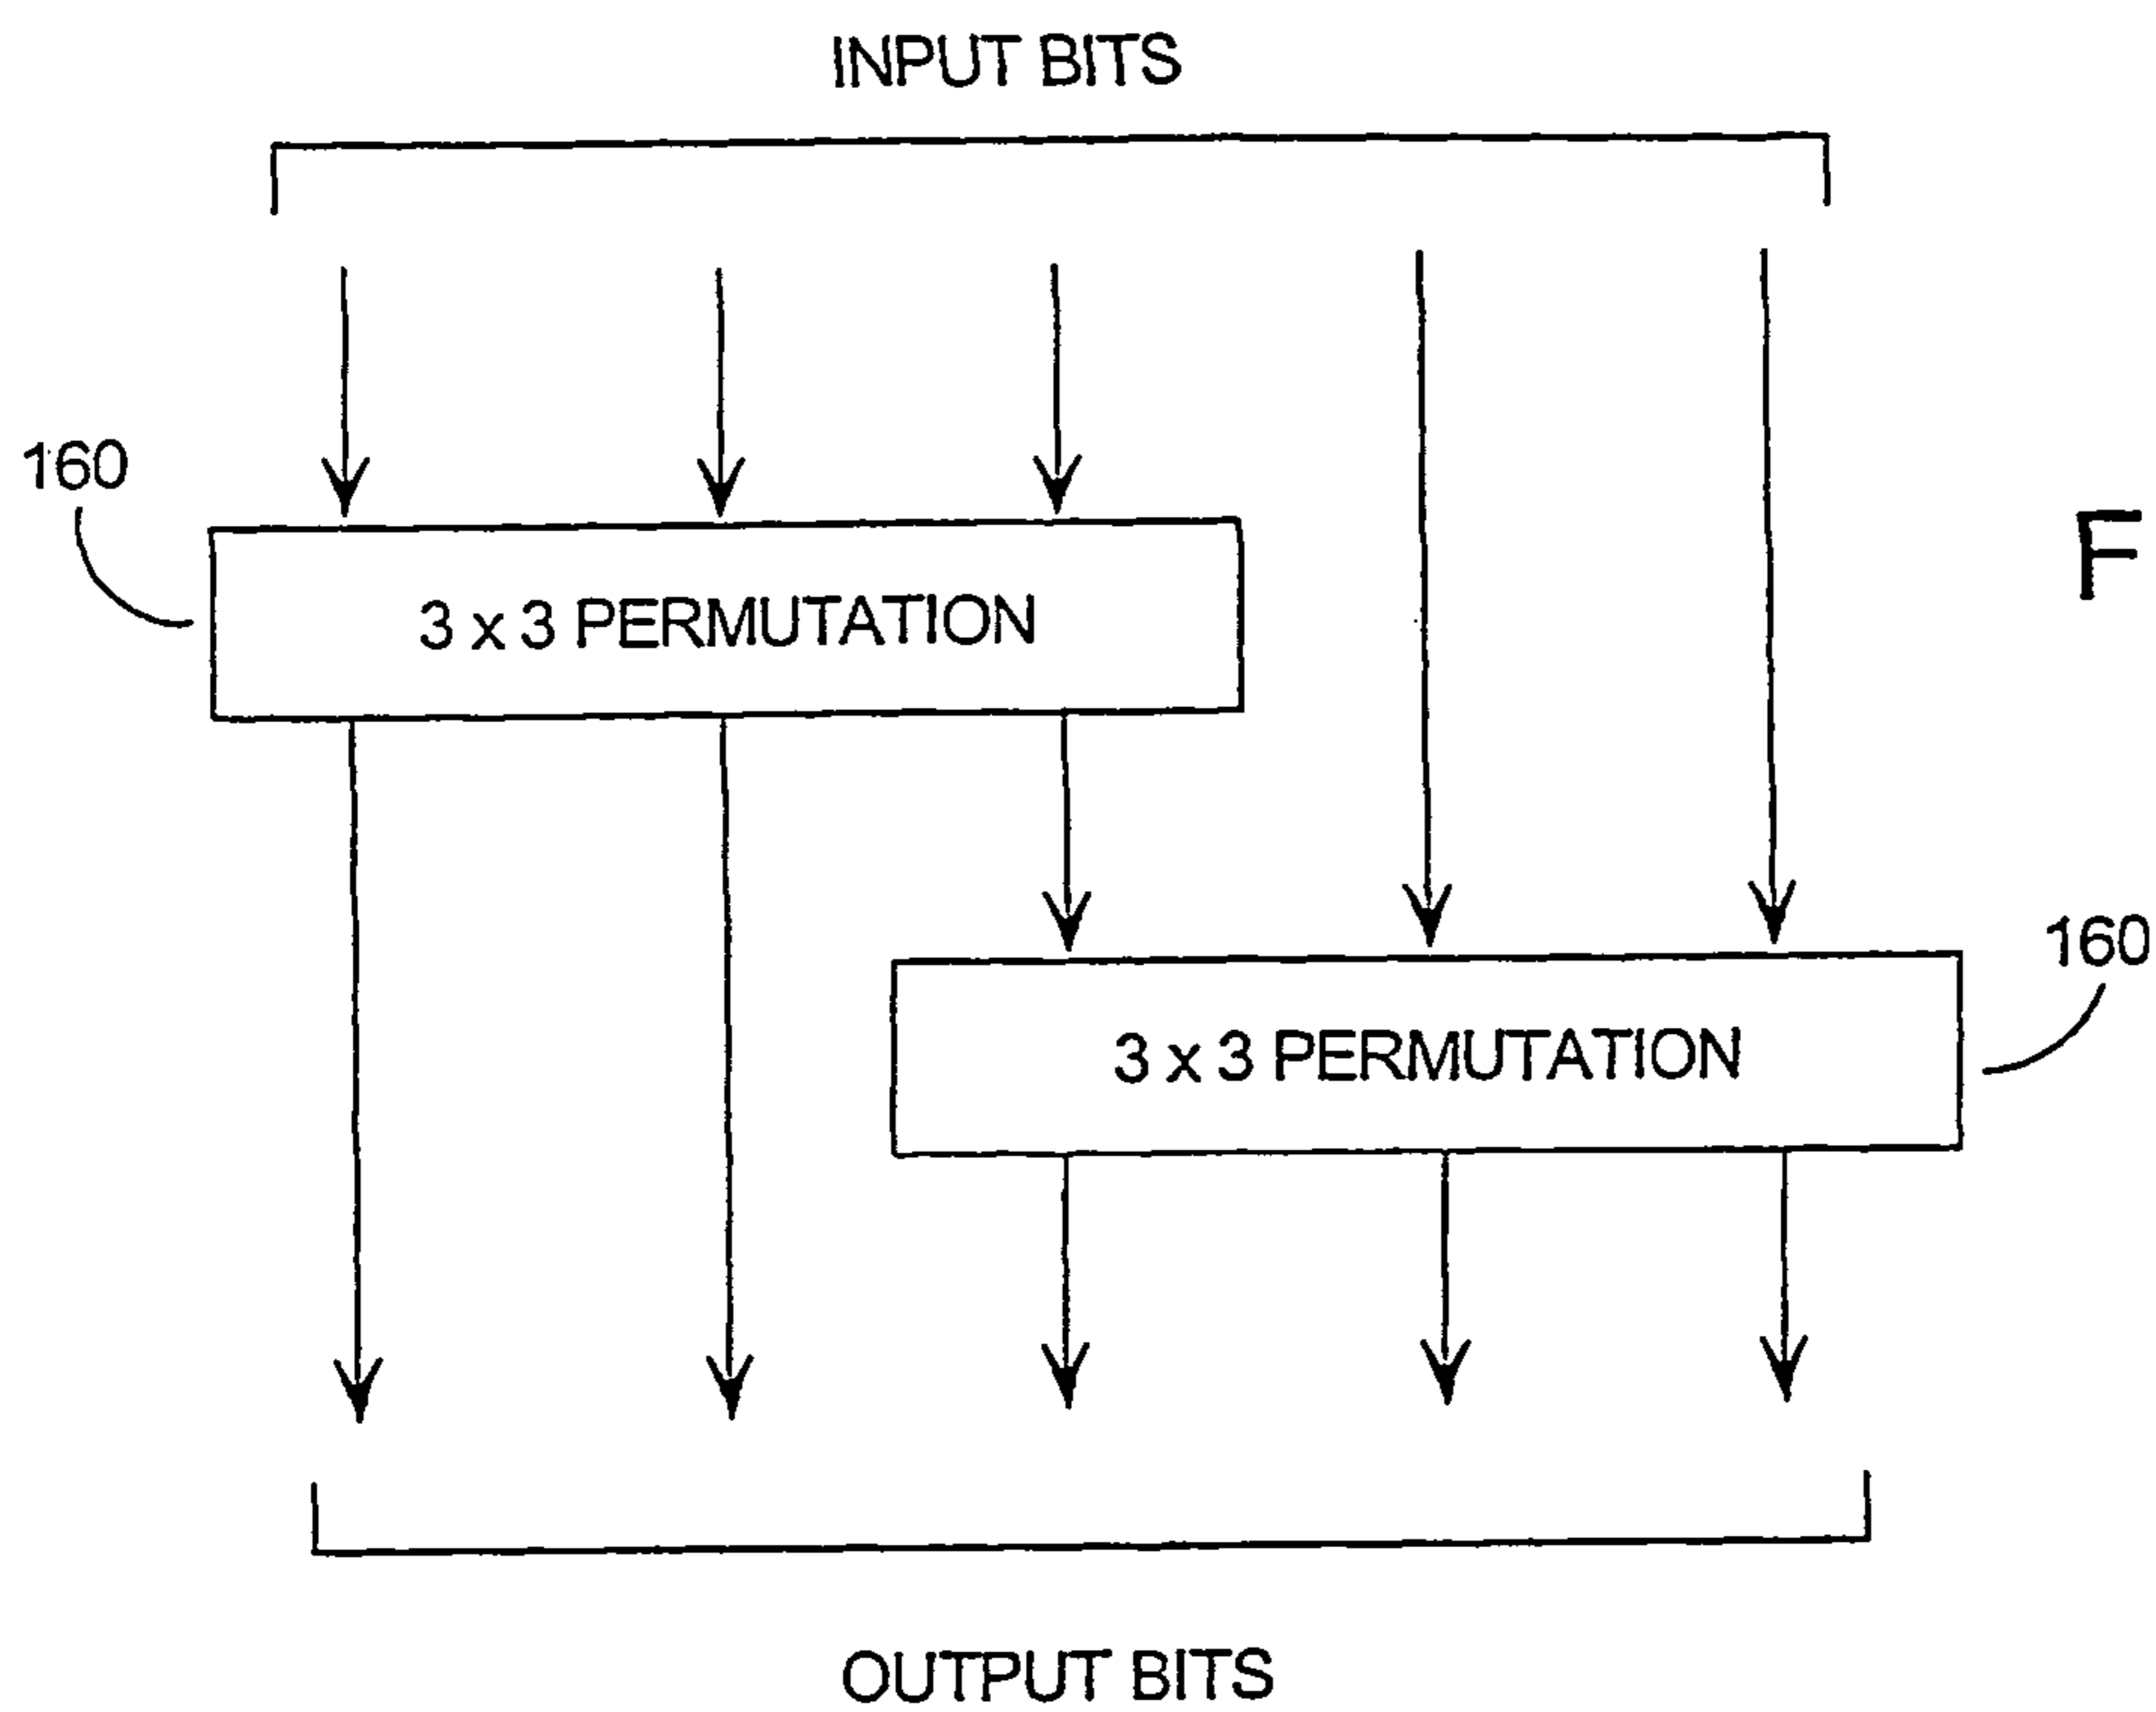 INPUT BITS
160
3 x 3 PERMUTATION
F
160
3 x 3 PERMUTATION
OUTPUT BITS